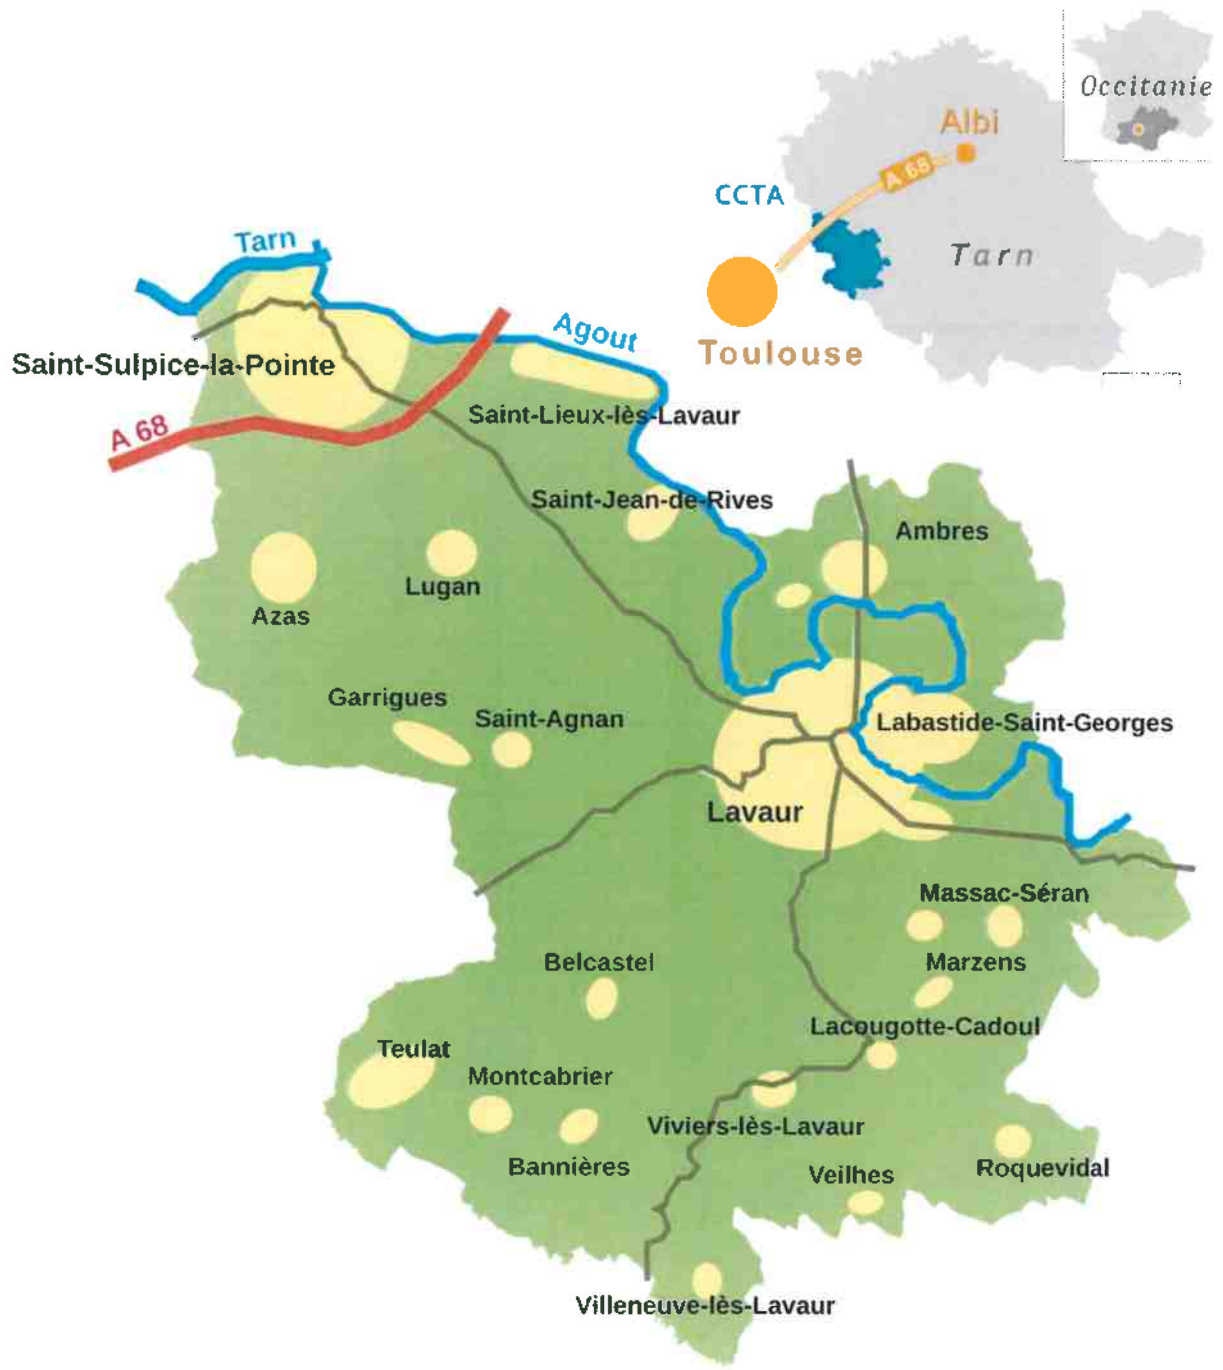 Occitanie
Albi
A 68
CCTA
Tarn
Toulouse
Tarn
Agout
Saint-Sulpice-la-Pointe
A 68
Saint-Lieux-lès-Lavaur
Saint-Jean-de-Rives
Ambres
Lugan
Azas
Garrigues
Saint-Agnan
Labastide-Saint-Georges
Lavaur
Massac-Séran
Belcastel
Marzens
Lacougotte-Cadoul
Teulat
Montcabrier
Viviers-lès-Lavaur
Bannières
Veilhes
Roquevidal
Villeneuve-lès-Lavaur